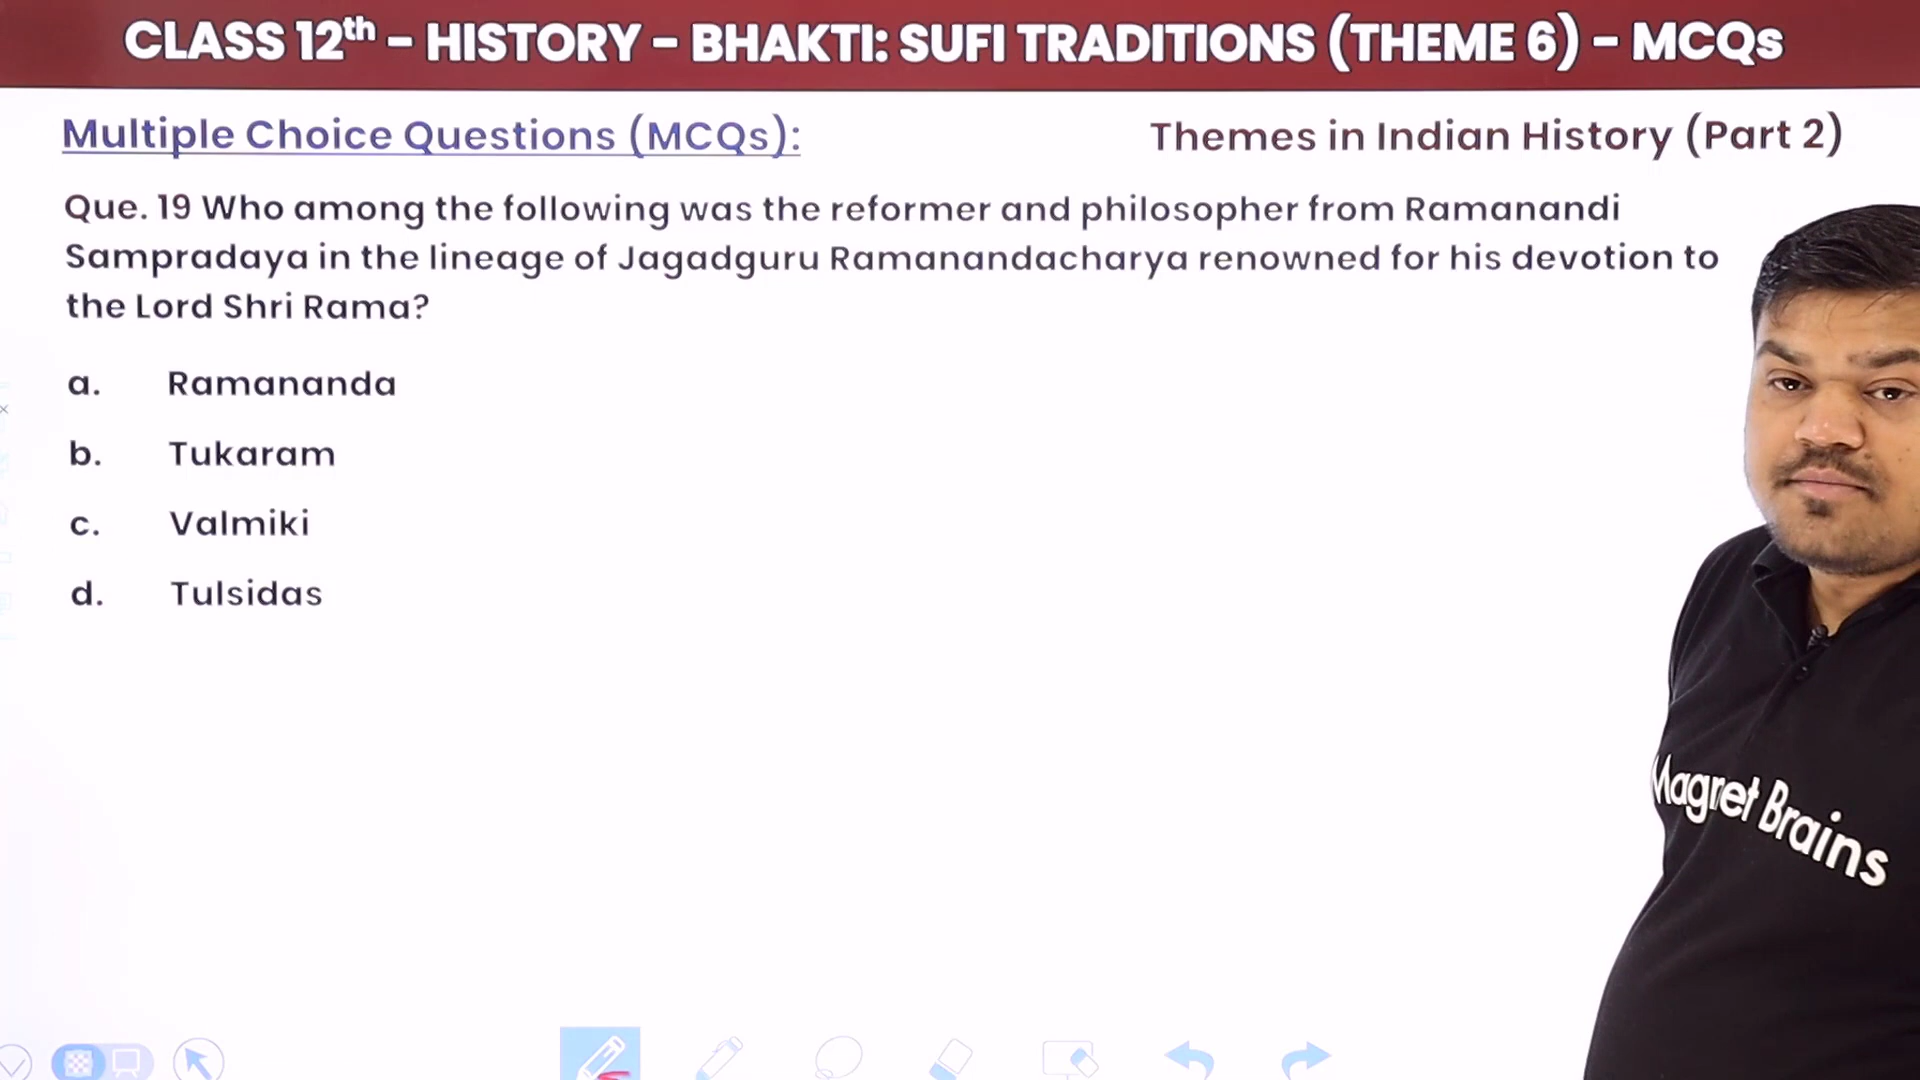 CLASS 12th – HISTORY – BHAKTI: SUFI TRADITIONS (THEME 6) – MCQs
Multiple Choice Questions (MCQs):
Themes in Indian History (Part 2)
Que. 19 Who among the following was the reformer and philosopher from Ramanandi
Sampradaya in the lineage of Jagadguru Ramanandacharya renowned for his devotion to
the Lord Shri Rama?
a. Ramananda
b. Tukaram
c. Valmiki
d. Tulsidas
Magret Brains